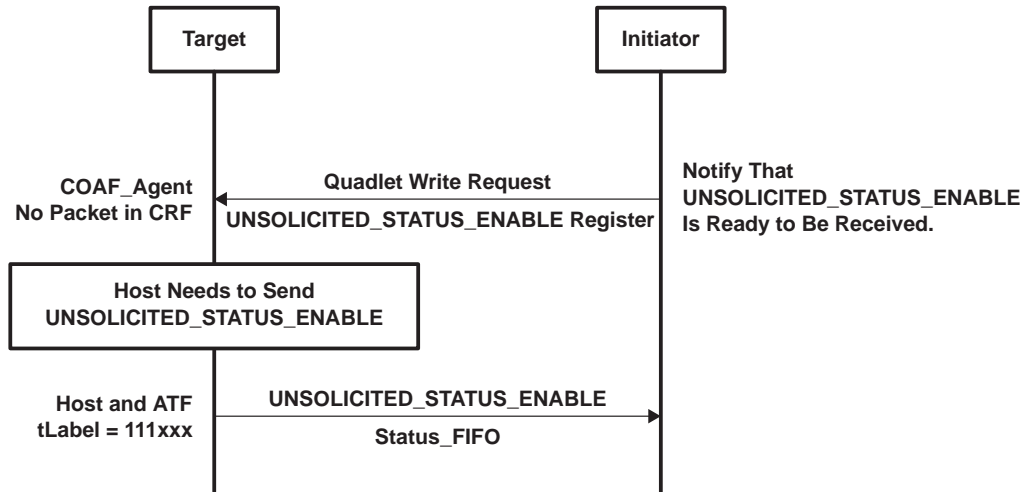 Target
Initiator
COAF_Agent
No Packet in CRF
Quadlet Write Request
UNSOLICITED_STATUS_ENABLE Register
Notify That
UNSOLICITED_STATUS_ENABLE
Is Ready to Be Received.
Host Needs to Send
UNSOLICITED_STATUS_ENABLE
Host and ATF
tLabel = 111xxx
UNSOLICITED_STATUS_ENABLE
Status_FIFO